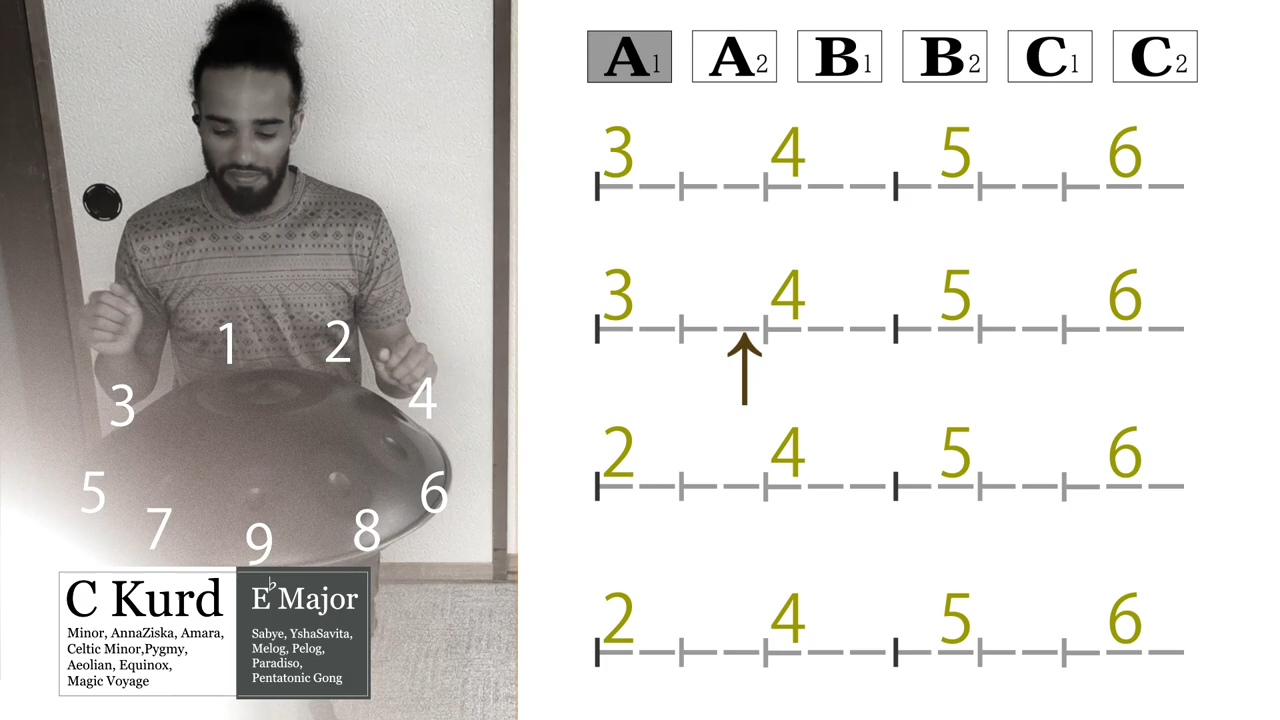 A1 A2 B1 B2 C1 C2
3 4 5 6
3 4 5 6
2 4 5 6
2 4 5 6
1 2
3 4
5 6
7 9 8
C Kurd
Minor, AnnaZiska, Amara,
Celtic Minor,Pygmy,
Aeolian, Equinox,
Magic Voyage
E♭Major
Sabye, YshaSavita,
Melog, Pelog,
Paradiso,
Pentatonic Gong